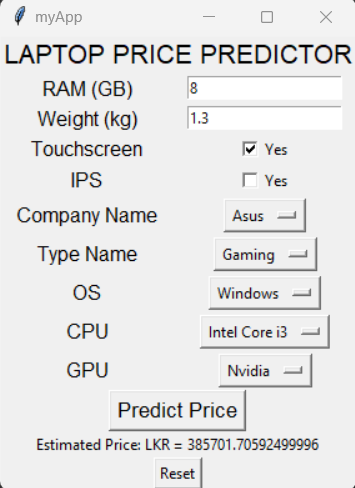 myApp
LAPTOP PRICE PREDICTOR
RAM (GB) 8
Weight (kg) 1.3
Touchscreen Yes
IPS Yes
Company Name Asus
Type Name Gaming
OS Windows
CPU Intel Core i3
GPU Nvidia
Predict Price
Estimated Price: LKR = 385701.70592499996
Reset